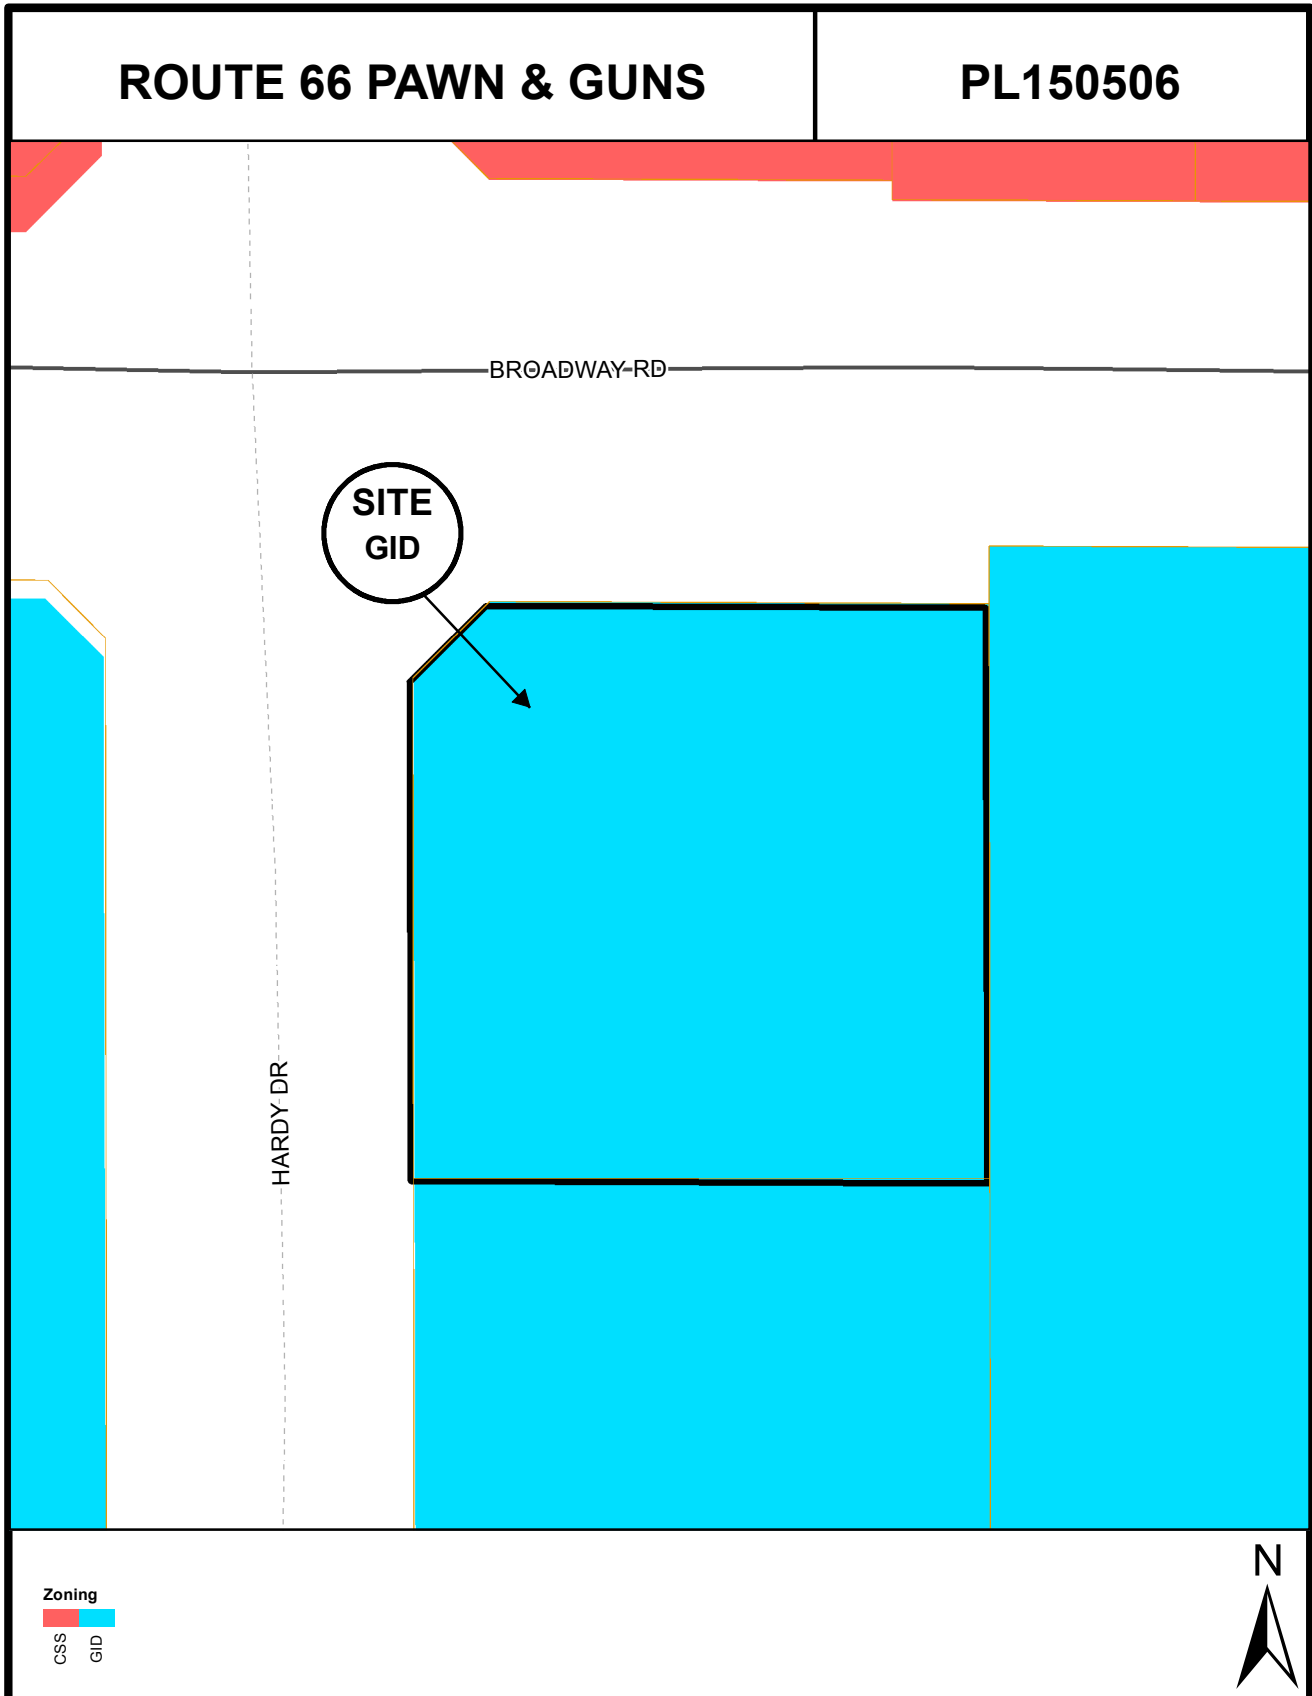 ROUTE 66 PAWN & GUNS
PL150506
BROADWAY RD
SITE
GID
HARDY DR
N
Zoning
CSS
GID